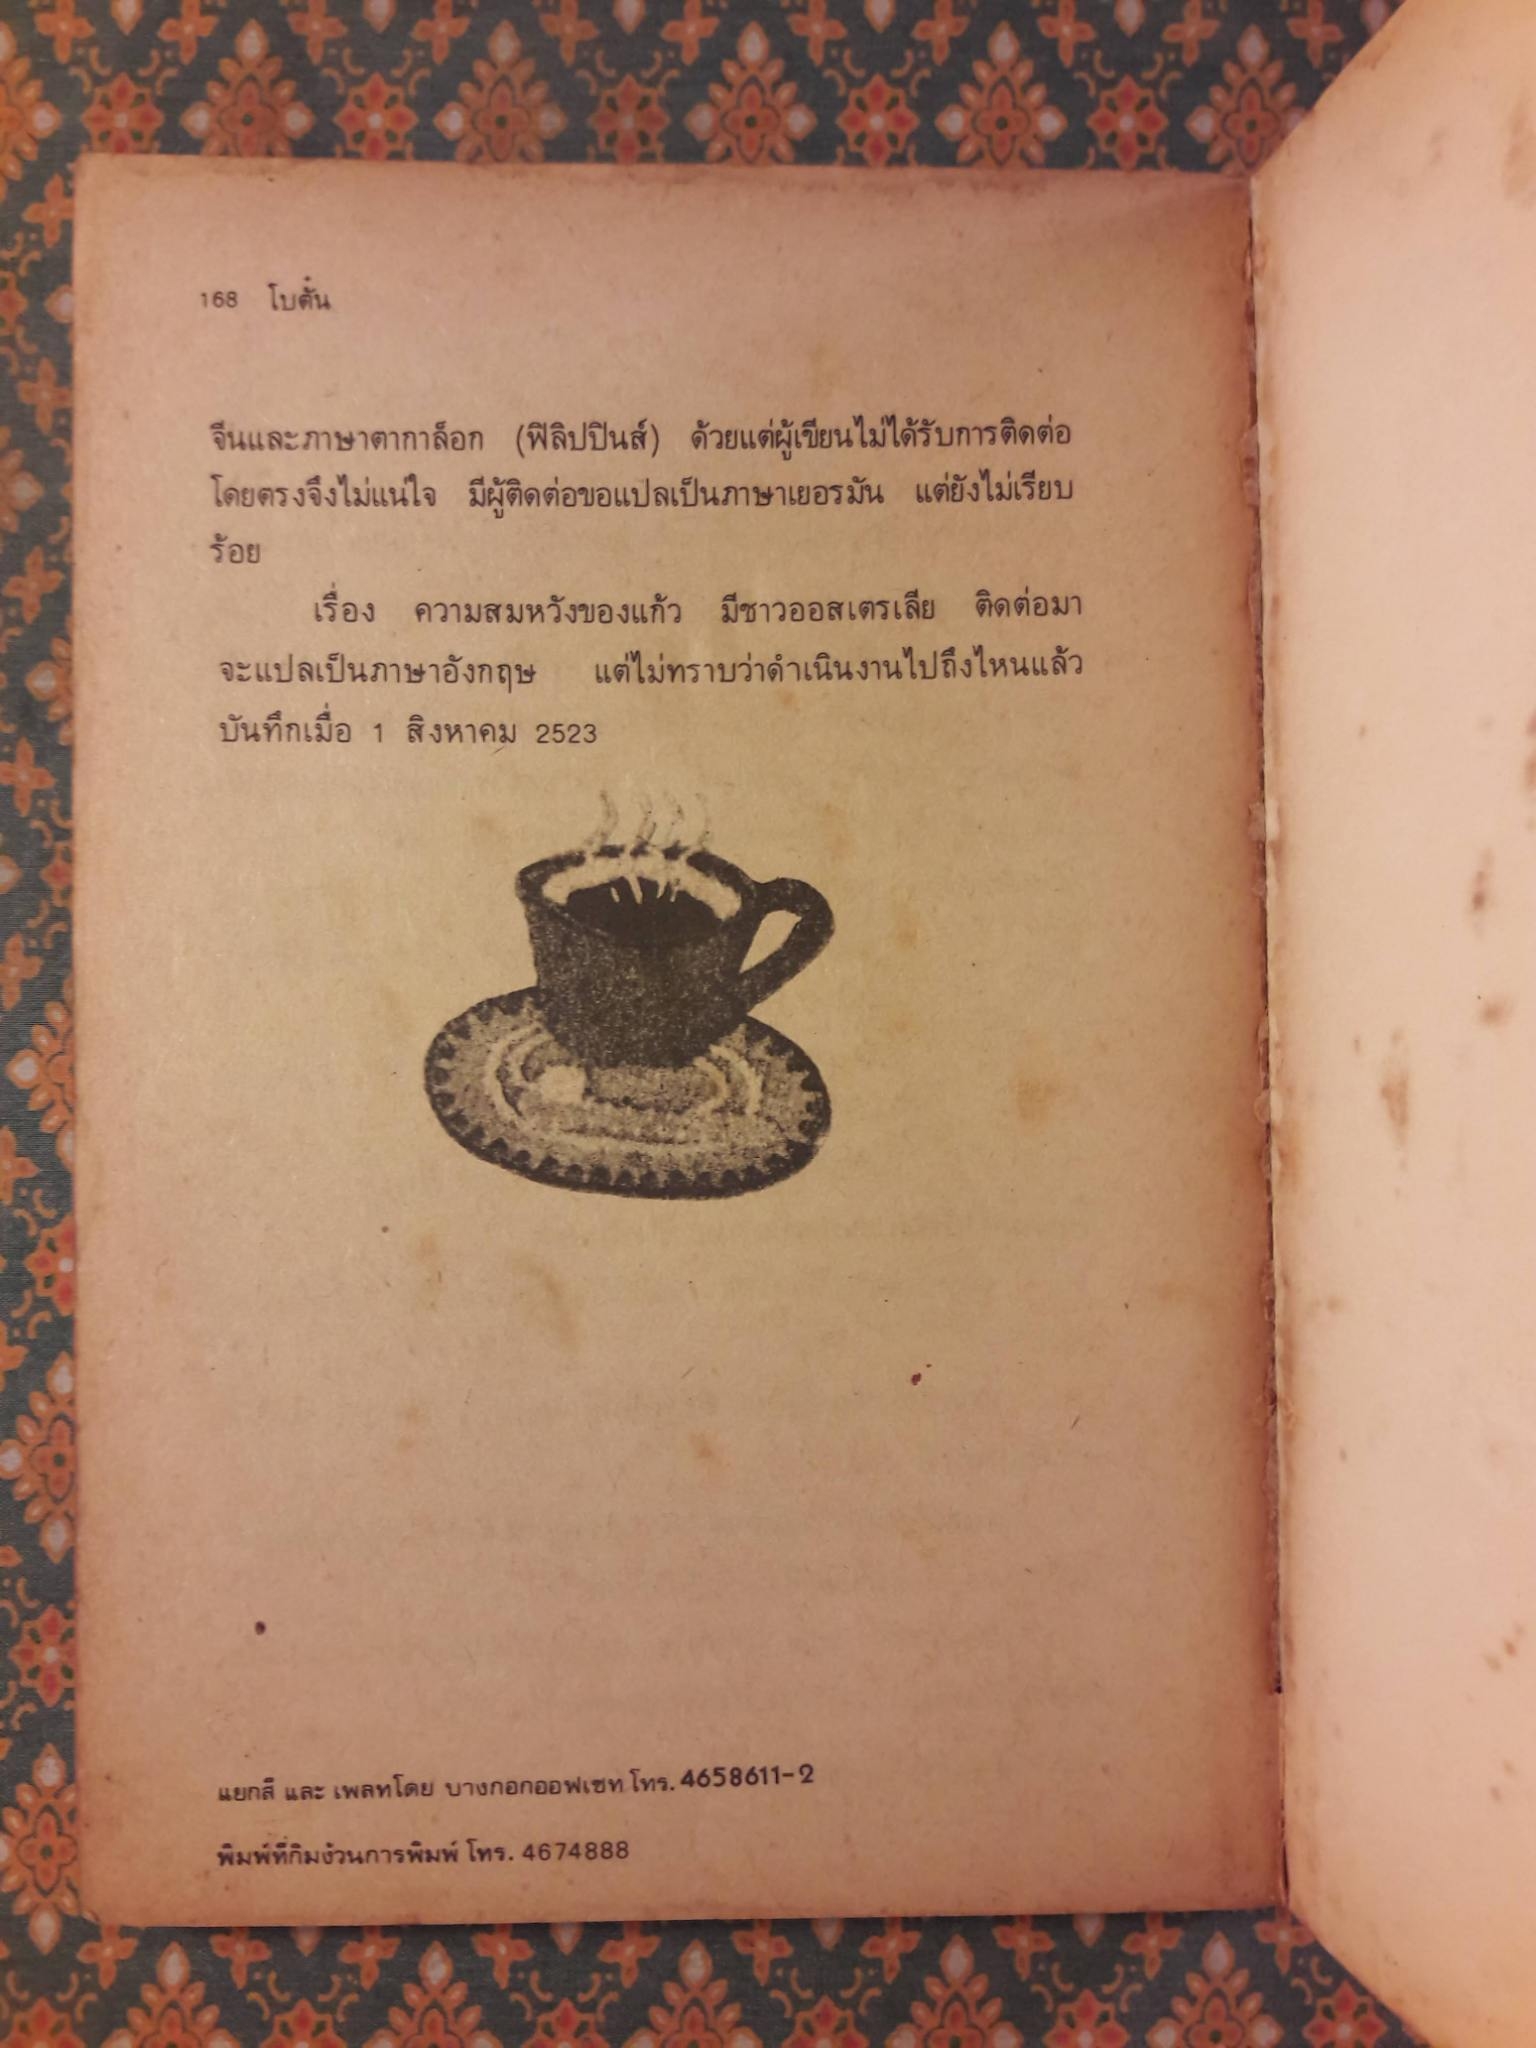 168 โบตั๋น
จีนและภาษาตากาล็อก (ฟิลิปปินส์) ด้วยแต่ผู้เขียนไม่ได้รับการติดต่อ
โดยตรงจึงไม่แน่ใจ มีผู้ติดต่อขอแปลเป็นภาษาเยอรมัน แต่ยังไม่เรียบ
ร้อย
เรื่อง ความสมหวังของแก้ว มีชาวออสเตรเลีย ติดต่อมา
จะแปลเป็นภาษาอังกฤษ แต่ไม่ทราบว่าดำเนินงานไปถึงไหนแล้ว
บันทึกเมื่อ 1 สิงหาคม 2523
แยกสี และ เพลทโดย บางกอกออฟเซท โทร. 4658611-2
พิมพ์ที่กิมง้วนการพิมพ์ โทร. 4674888